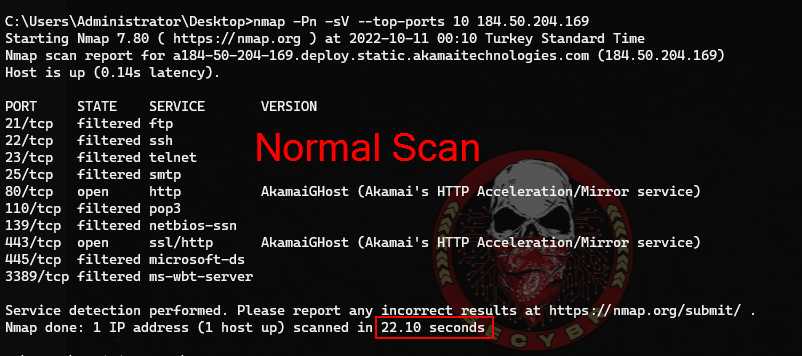 C:\Users\Administrator\Desktop>nmap -Pn -sV --top-ports 10 184.50.204.169
Starting Nmap 7.80 ( https://nmap.org ) at 2022-10-11 00:10 Turkey Standard Time
Nmap scan report for a184-50-204-169.deploy.static.akamaitechnologies.com (184.50.204.169)
Host is up (0.14s latency).
PORT STATE SERVICE VERSION
21/tcp filtered ftp
22/tcp filtered ssh
23/tcp filtered telnet
Normal Scan
25/tcp filtered smtp
80/tcp open http AkamaiGHost (Akamai's HTTP Acceleration/Mirror service)
110/tcp filtered pop3
139/tcp filtered netbios-ssn
443/tcp open ssl/http AkamaiGHost (Akamai's HTTP Acceleration/Mirror service)
445/tcp filtered microsoft-ds
3389/tcp filtered ms-wbt-server
Service detection performed. Please report any incorrect results at https://nmap.org/submit/ .
Nmap done: 1 IP address (1 host up) scanned in 22.10 seconds